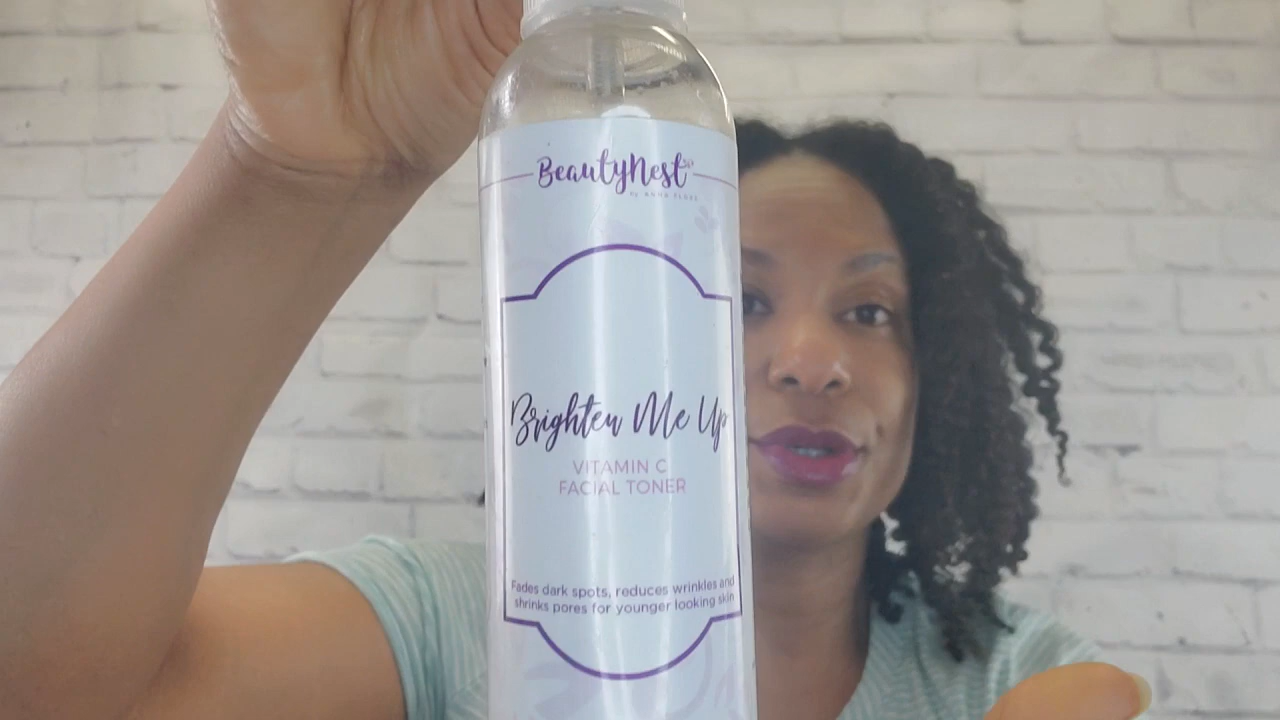 BeautyNest
by
Brighten Me Up
VITAMIN C
FACIAL TONER
Fades dark spots, reduces wrinkles and
shrinks pores for younger looking skin